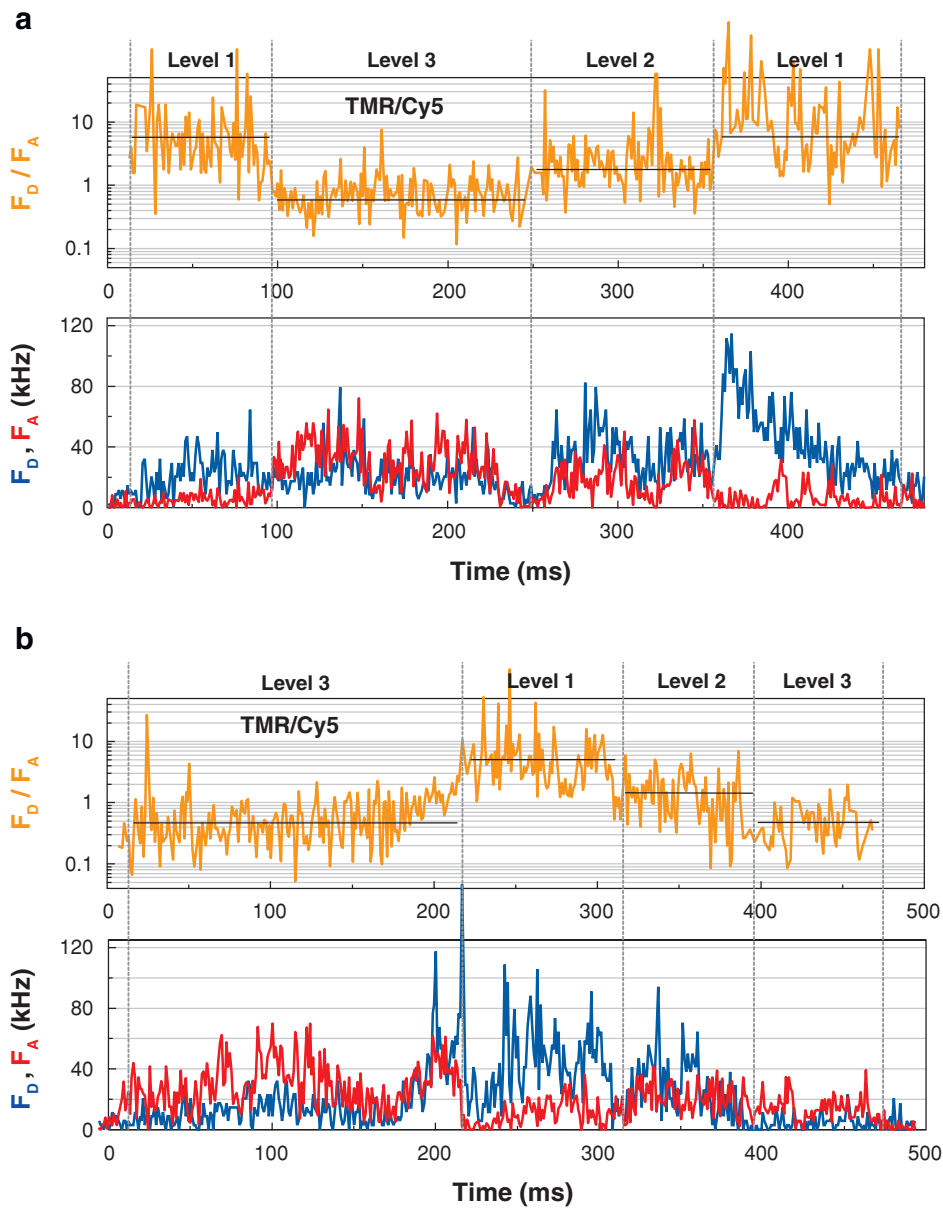 a
Level 1 Level 3 Level 2 Level 1
TMR/Cy5
F_D / F_A
10
1
0.1
0 100 200 300 400
F_D , F_A (kHz)
120
80
40
0
0 100 200 300 400
Time (ms)
b
Level 3 Level 1 Level 2 Level 3
TMR/Cy5
F_D / F_A
10
1
0.1
0 100 200 300 400 500
F_D , F_A (kHz)
120
80
40
0
0 100 200 300 400 500
Time (ms)